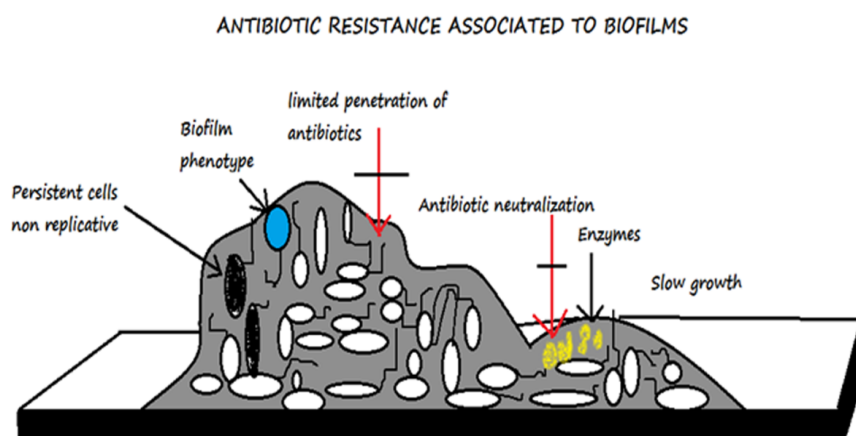 ANTIBIOTIC RESISTANCE ASSOCIATED TO BIOFILMS
limited penetration of
antibiotics
Biofilm
phenotype
Persistent cells
non replicative
Antibiotic neutralization
Enzymes
Slow growth